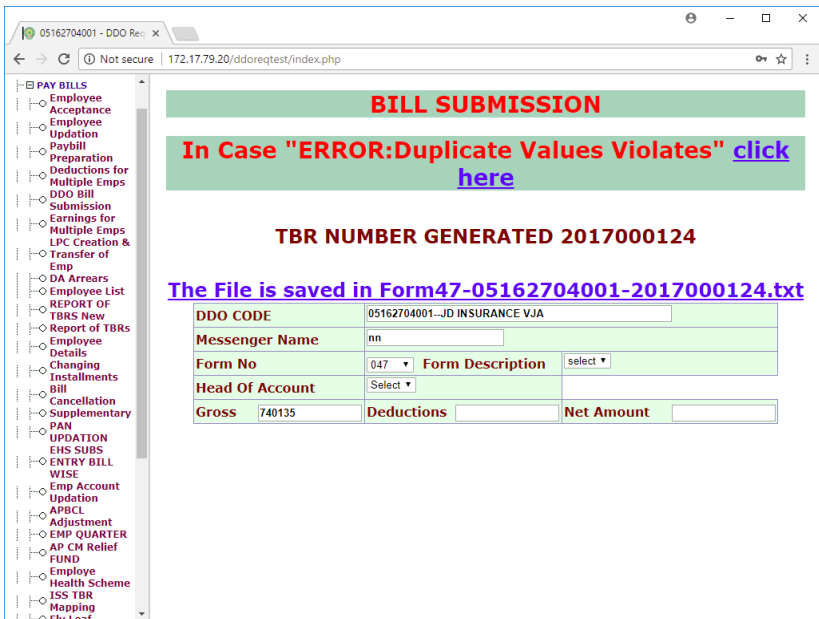 05162704001 - DDO Req
Not secure 172.17.79.20/ddoreqtest/index.php
PAY BILLS
Employee
Acceptance
Employee
Updation
Paybill
Preparation
Deductions for
Multiple Emps
DDO Bill
Submission
Earnings for
Multiple Emps
LPC Creation &
Transfer of
Emp
DA Arrears
Employee List
REPORT OF
TBRS New
Report of TBRs
Employee
Details
Changing
Installments
Bill
Cancellation
Supplementary
PAN
UPDATION
EHS SUBS
ENTRY BILL
WISE
Emp Account
Updation
APBCL
Adjustment
EMP QUARTER
AP CM Relief
FUND
Employe
Health Scheme
ISS TBR
Mapping
Fly Leaf
BILL SUBMISSION
In Case "ERROR:Duplicate Values Violates" click
here
TBR NUMBER GENERATED 2017000124
The File is saved in Form47-05162704001-2017000124.txt
DDO CODE 05162704001--JD INSURANCE VJA
Messenger Name nn
Form No 047 Form Description select
Head Of Account Select
Gross 740135 Deductions Net Amount